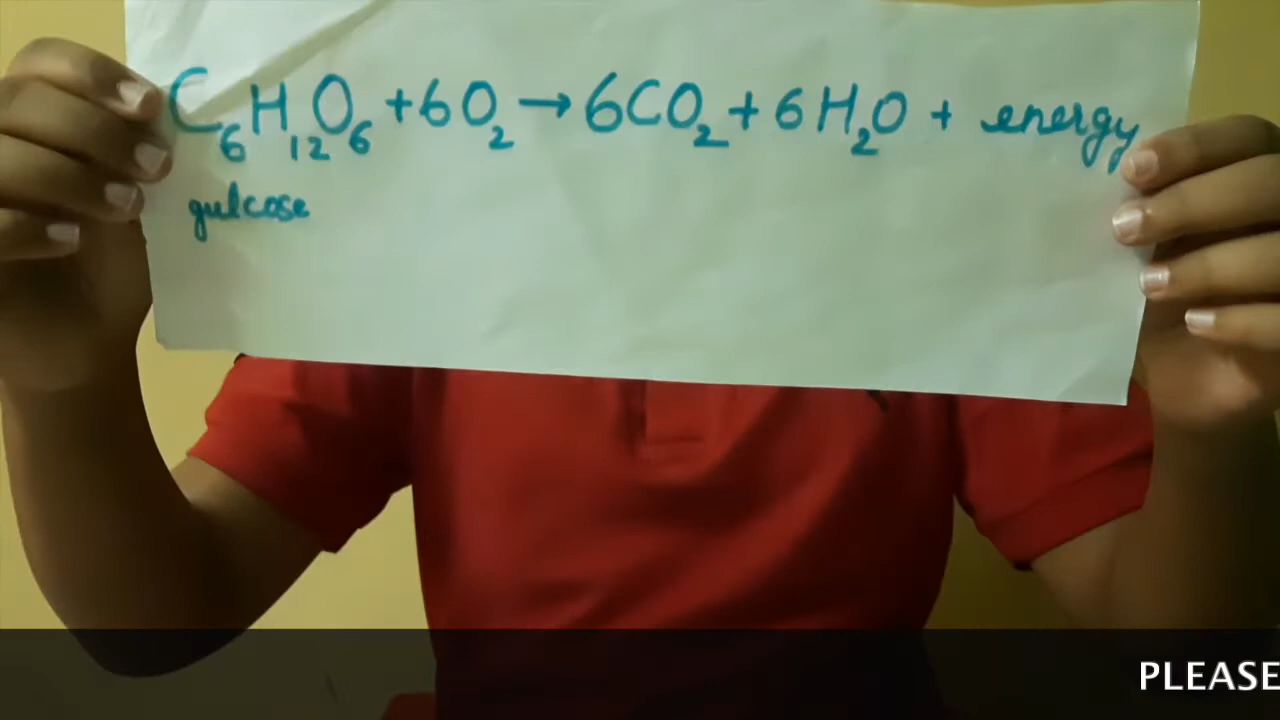 C₆H₁₂O₆ + 6O₂ → 6CO₂ + 6H₂O + energy
gulcose
PLEASE